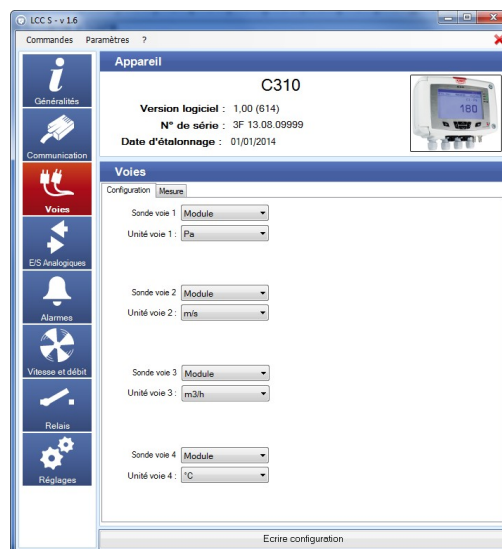 LCC S - v 1.6
Commandes Paramètres ?
Généralités
Communication
Voies
E/S Analogiques
Alarmes
Vitesse et débit
Relais
Réglages
Appareil
C310
Version logiciel : 1,00 (614)
N° de série : 3F 13.08.09999
Date d'étalonnage : 01/01/2014
180
Voies
Configuration Mesure
Sonde voie 1 Module
Unité voie 1 : Pa
Sonde voie 2 Module
Unité voie 2 : m/s
Sonde voie 3 Module
Unité voie 3 : m3/h
Sonde voie 4 Module
Unité voie 4 : °C
Ecrire configuration